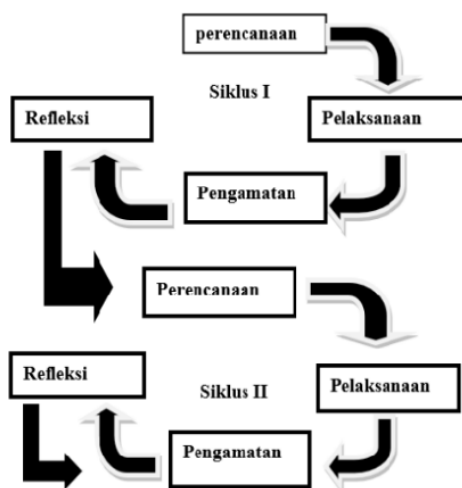 perencanaan
Siklus I
Refleksi
Pelaksanaan
Pengamatan
Perencanaan
Refleksi
Siklus II
Pelaksanaan
Pengamatan